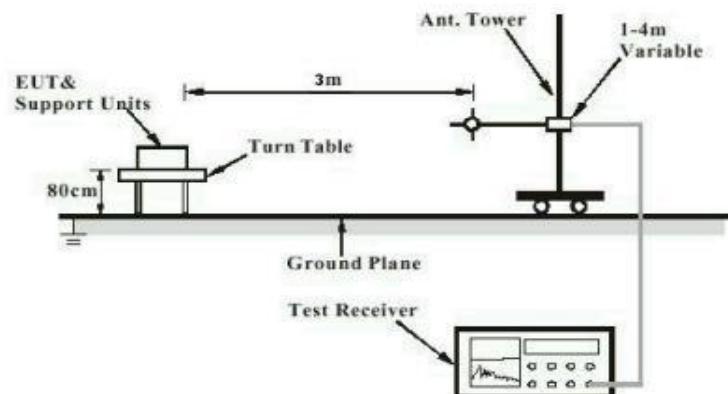 Ant. Tower
1-4m
Variable
EUT&
Support Units
3m
Turn Table
80cm
Ground Plane
Test Receiver